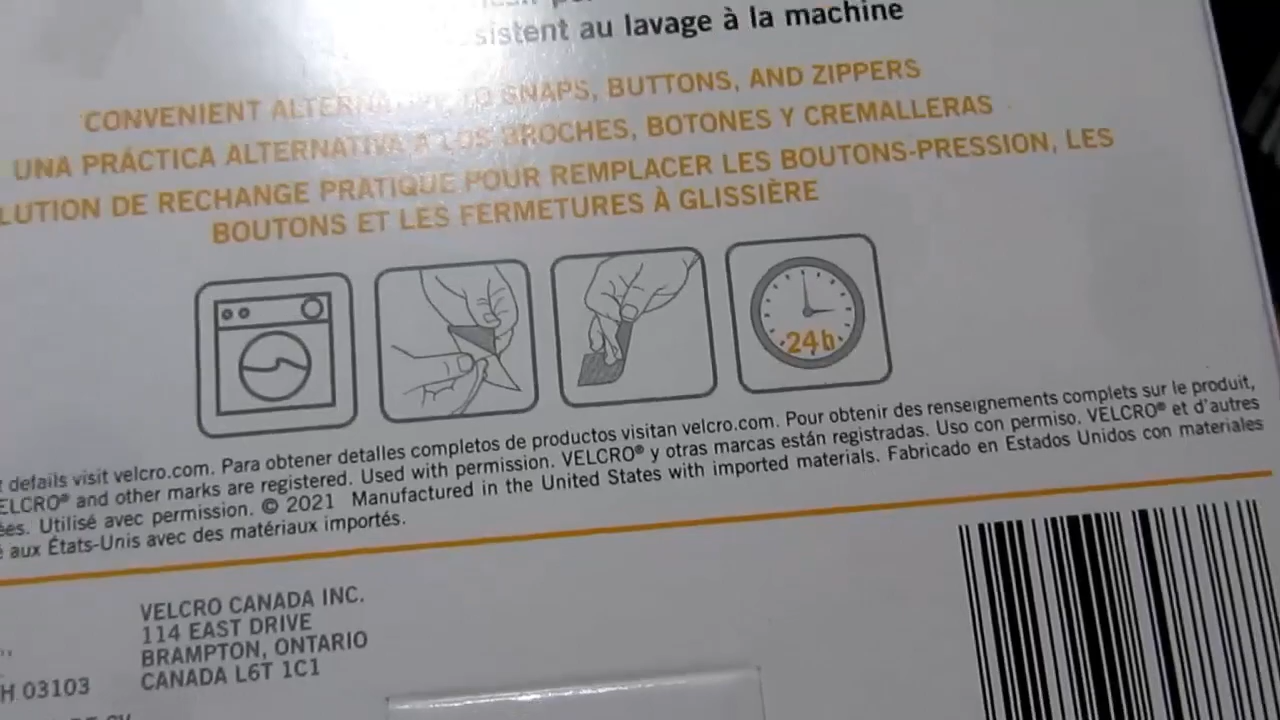 sistent au lavage à la machine
CONVENIENT ALTERNATIVE TO SNAPS, BUTTONS, AND ZIPPERS
UNA PRÁCTICA ALTERNATIVA A LOS BROCHES, BOTONES Y CREMALLERAS
LUTION DE RECHANGE PRATIQUE POUR REMPLACER LES BOUTONS-PRESSION, LES
BOUTONS ET LES FERMETURES À GLISSIÈRE
24h
t details visit velcro.com. Para obtener detalles completos de productos visitan velcro.com. Pour obtenir des renseignements complets sur le produit,
ELCRO® and other marks are registered. Used with permission. VELCRO® y otras marcas están registradas. Uso con permiso. VELCRO® et d'autres
ées. Utilisé avec permission. © 2021 Manufactured in the United States with imported materials. Fabricado en Estados Unidos con materiales
é aux États-Unis avec des matériaux importés.
VELCRO CANADA INC.
114 EAST DRIVE
BRAMPTON, ONTARIO
CANADA L6T 1C1
H 03103